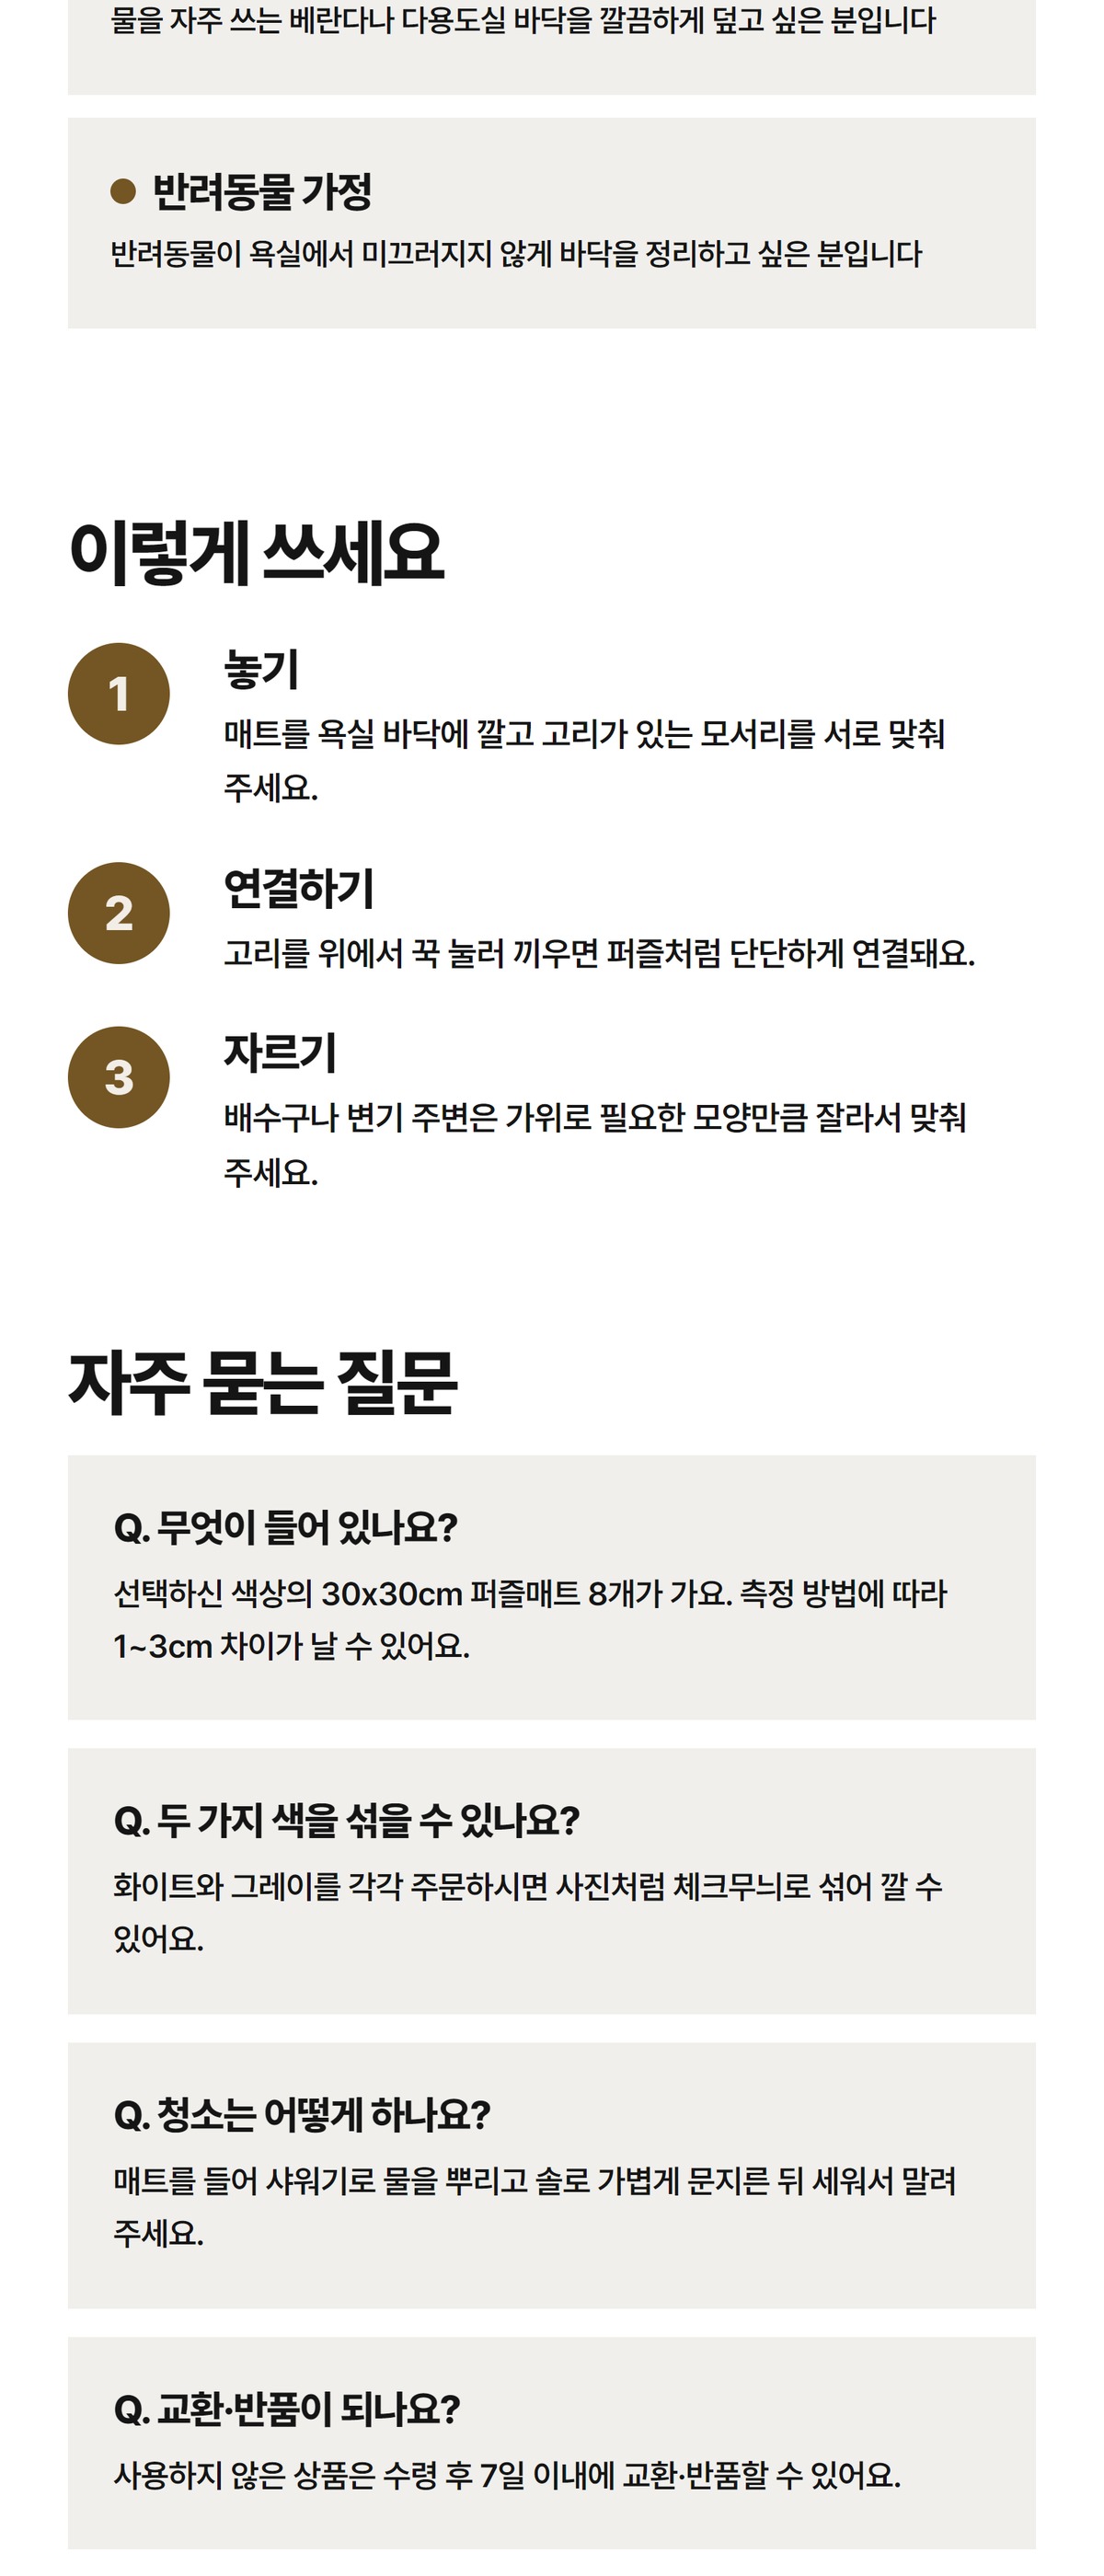 물을 자주 쓰는 베란다나 다용도실 바닥을 깔끔하게 덮고 싶은 분입니다
반려동물 가정
반려동물이 욕실에서 미끄러지지 않게 바닥을 정리하고 싶은 분입니다
이렇게 쓰세요
1
놓기
매트를 욕실 바닥에 깔고 고리가 있는 모서리를 서로 맞춰
주세요.
2
연결하기
고리를 위에서 꾹 눌러 끼우면 퍼즐처럼 단단하게 연결돼요.
3
자르기
배수구나 변기 주변은 가위로 필요한 모양만큼 잘라서 맞춰
주세요.
자주 묻는 질문
Q. 무엇이 들어 있나요?
선택하신 색상의 30x30cm 퍼즐매트 8개가 가요. 측정 방법에 따라
1~3cm 차이가 날 수 있어요.
Q. 두 가지 색을 섞을 수 있나요?
화이트와 그레이를 각각 주문하시면 사진처럼 체크무늬로 섞어 깔 수
있어요.
Q. 청소는 어떻게 하나요?
매트를 들어 샤워기로 물을 뿌리고 솔로 가볍게 문지른 뒤 세워서 말려
주세요.
Q. 교환·반품이 되나요?
사용하지 않은 상품은 수령 후 7일 이내에 교환·반품할 수 있어요.